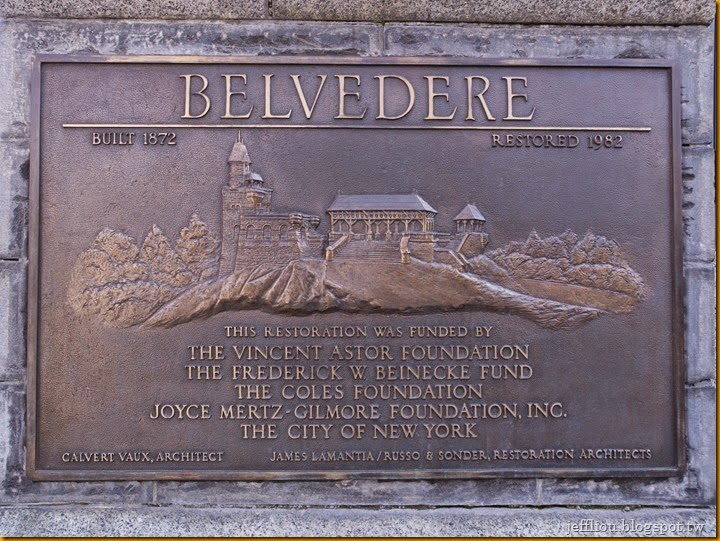 BELVEDERE
BUILT 1872 RESTORED 1982
THIS RESTORATION WAS FUNDED BY
THE VINCENT ASTOR FOUNDATION
THE FREDERICK W BEINECKE FUND
THE COLES FOUNDATION
JOYCE MERTZ-GILMORE FOUNDATION, INC.
THE CITY OF NEW YORK
CALVERT VAUX, ARCHITECT JAMES LAMANTIA / RUSSO & SONDER, RESTORATION ARCHITECTS
jeffliou.blogspot.tw